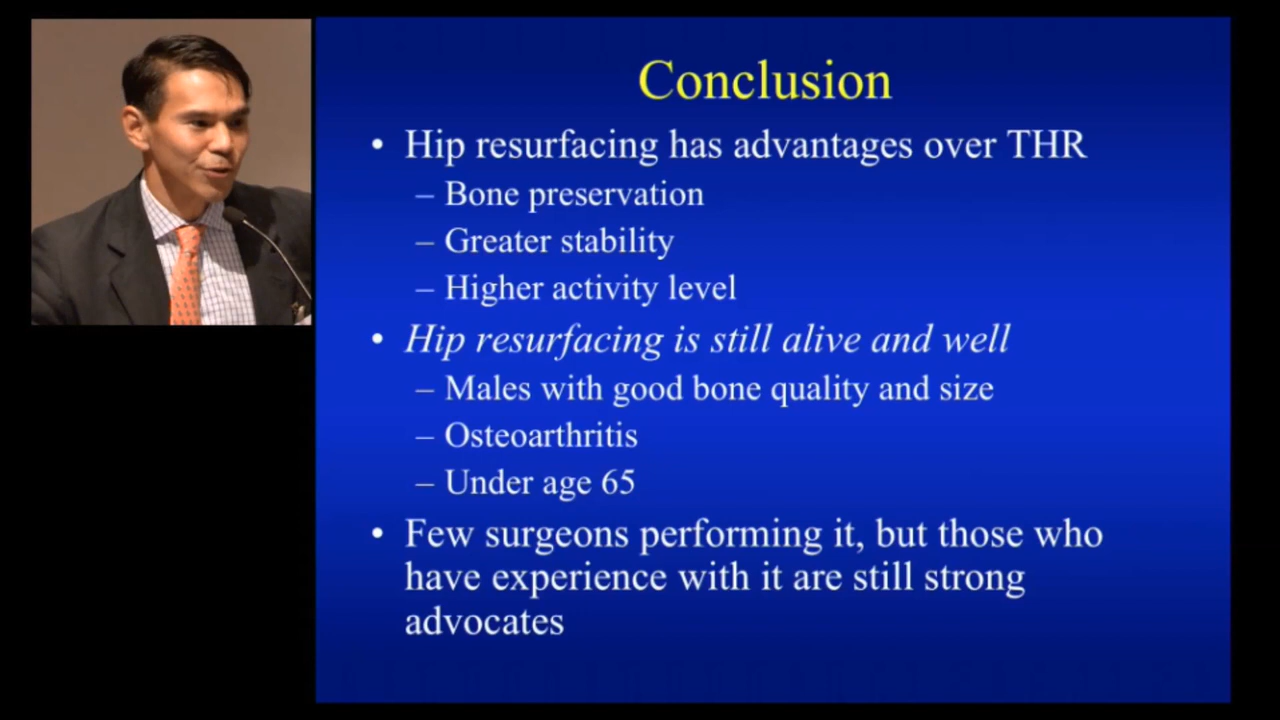 Conclusion
• Hip resurfacing has advantages over THR
– Bone preservation
– Greater stability
– Higher activity level
• Hip resurfacing is still alive and well
– Males with good bone quality and size
– Osteoarthritis
– Under age 65
• Few surgeons performing it, but those who
have experience with it are still strong
advocates